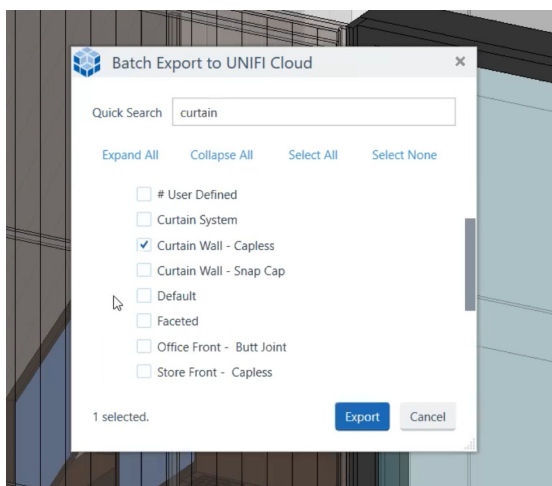 Batch Export to UNIFI Cloud
Quick Search curtain
Expand All Collapse All Select All Select None
# User Defined
Curtain System
Curtain Wall - Capless
Curtain Wall - Snap Cap
Default
Faceted
Office Front - Butt Joint
Store Front - Capless
1 selected. Export Cancel